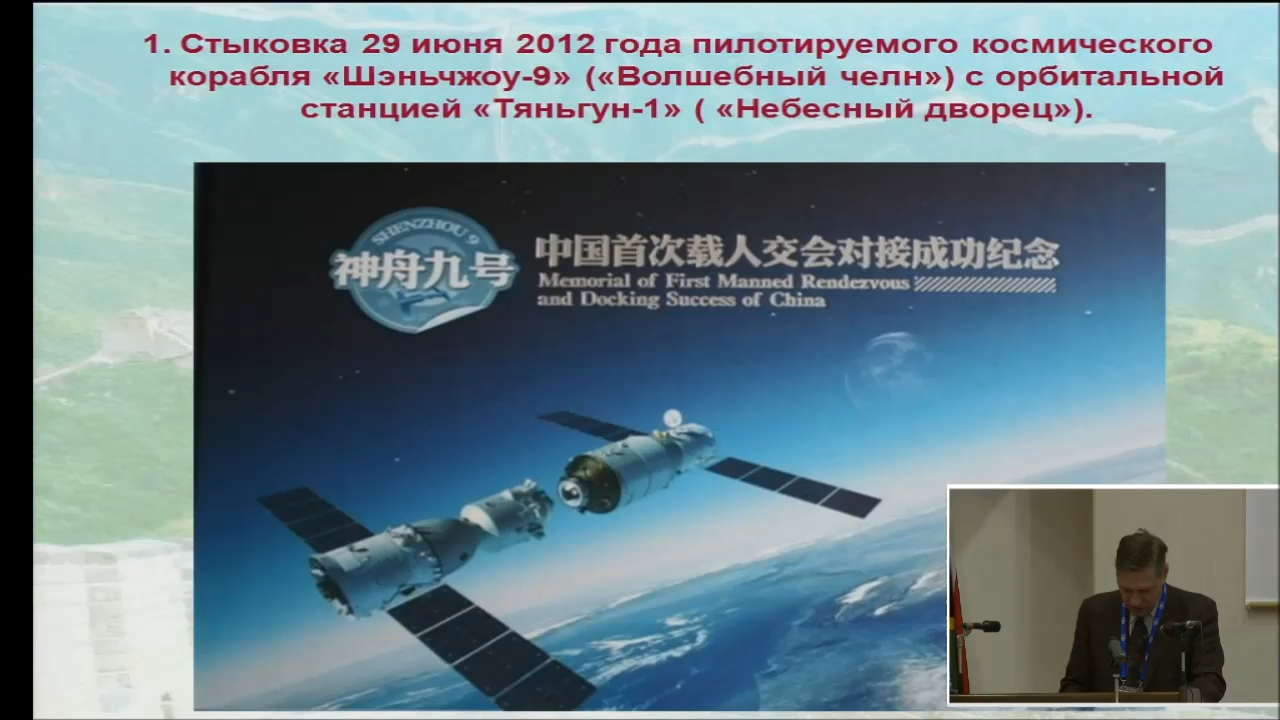 1. Стыковка 29 июня 2012 года пилотируемого космического
корабля «Шэньчжоу-9» («Волшебный челн») с орбитальной
станцией «Тяньгун-1» ( «Небесный дворец»).
SHENZHOU 9
神舟九号
中国首次载人交会对接成功纪念
Memorial of First Manned Rendezvous
and Docking Success of China